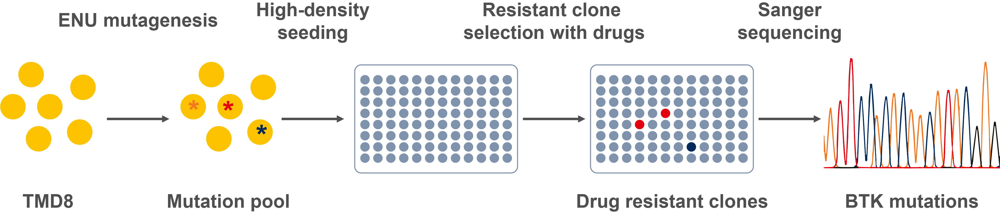 ENU mutagenesis
High-density
seeding
Resistant clone
selection with drugs
Sanger
sequencing
*
*
*
TMD8
Mutation pool
Drug resistant clones
BTK mutations